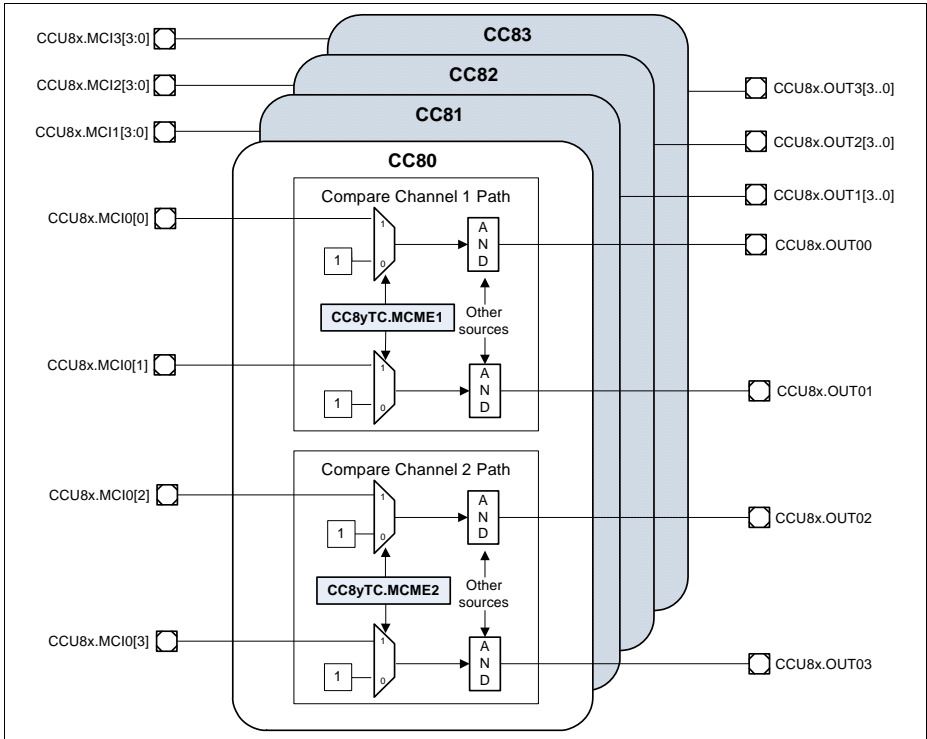 CCU8x.MCI3[3:0]
CC83
CCU8x.MCI2[3:0]
CC82
CCU8x.OUT3[3..0]
CCU8x.MCI1[3:0]
CC81
CCU8x.OUT2[3..0]
CC80
CCU8x.OUT1[3..0]
Compare Channel 1 Path
CCU8x.MCI0[0]
1
AND
CCU8x.OUT00
1
0
CC8yTC.MCME1
Other
sources
CCU8x.MCI0[1]
1
AND
CCU8x.OUT01
1
0
Compare Channel 2 Path
CCU8x.MCI0[2]
1
AND
CCU8x.OUT02
1
0
CC8yTC.MCME2
Other
sources
CCU8x.MCI0[3]
1
AND
CCU8x.OUT03
1
0